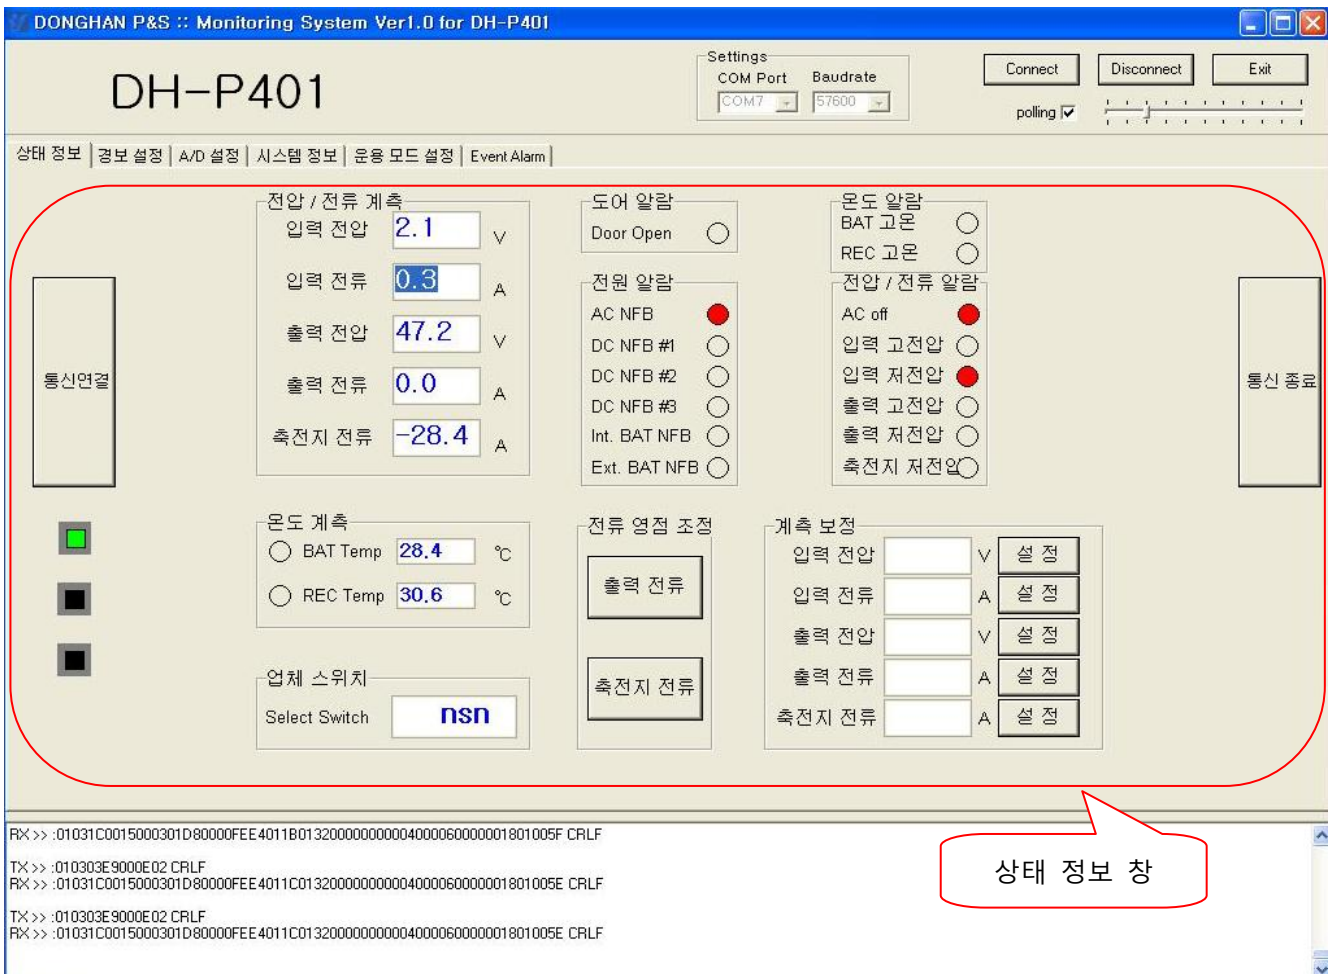 DONGHAN P&S :: Monitoring System Ver1.0 for DH-P401
DH-P401
Settings
COM Port Baudrate
COM7 57600
Connect Disconnect Exit
polling
상태 정보 경보 설정 A/D 설정 시스템 정보 운용 모드 설정 Event Alarm
통신연결
전압 / 전류 계측
입력 전압 2.1 V
입력 전류 0.3 A
출력 전압 47.2 V
출력 전류 0.0 A
축전지 전류 -28.4 A
도어 알람
Door Open
전원 알람
AC NFB
DC NFB #1
DC NFB #2
DC NFB #3
Int. BAT NFB
Ext. BAT NFB
온도 알람
BAT 고온
REC 고온
전압 / 전류 알람
AC off
입력 고전압
입력 저전압
출력 고전압
출력 저전압
축전지 저전압
통신 종료
온도 계측
BAT Temp 28.4 ℃
REC Temp 30.6 ℃
업체 스위치
Select Switch nsn
전류 영점 조정
출력 전류
축전지 전류
계측 보정
입력 전압 V 설 정
입력 전류 A 설 정
출력 전압 V 설 정
출력 전류 A 설 정
축전지 전류 A 설 정
상태 정보 창
RX >> :01031C0015000301D80000FEE4011B013200000000004000060000001801005F CRLF
TX >> :010303E9000E02 CRLF
RX >> :01031C0015000301D80000FEE4011C013200000000004000060000001801005E CRLF
TX >> :010303E9000E02 CRLF
RX >> :01031C0015000301D80000FEE4011C013200000000004000060000001801005E CRLF